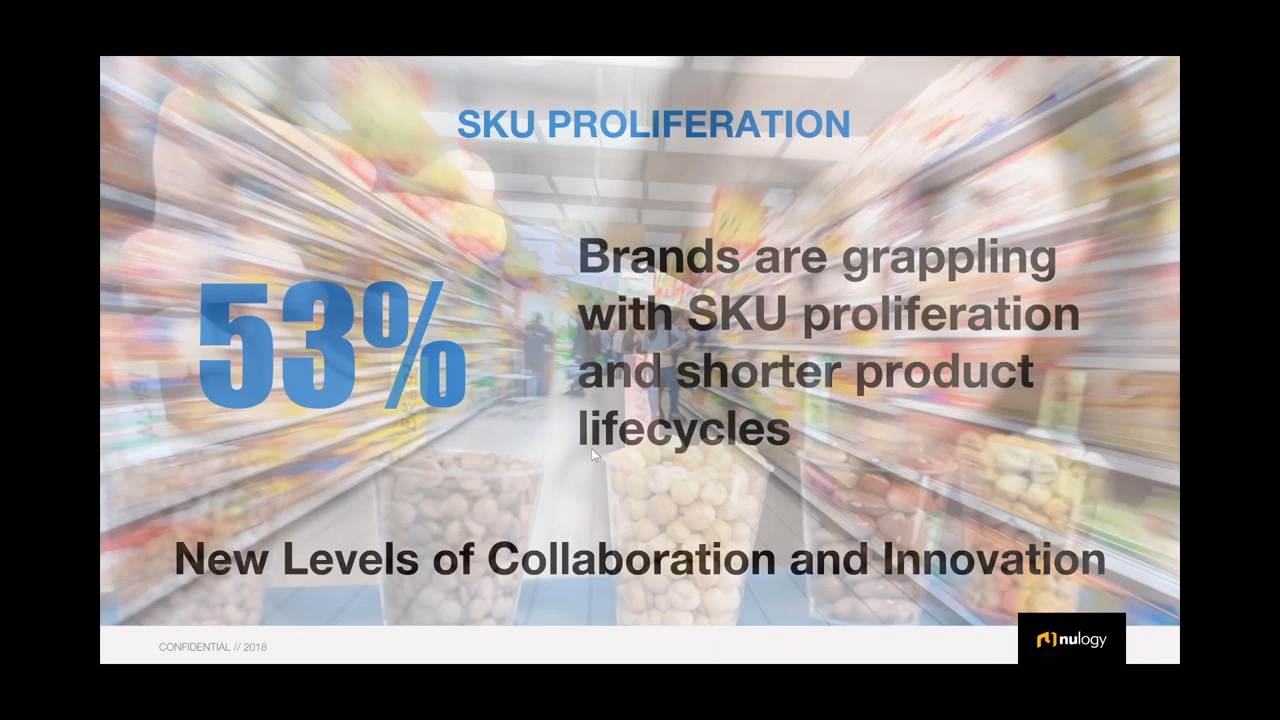 SKU PROLIFERATION
53%
Brands are grappling
with SKU proliferation
and shorter product
lifecycles
New Levels of Collaboration and Innovation
CONFIDENTIAL // 2018
nulogy